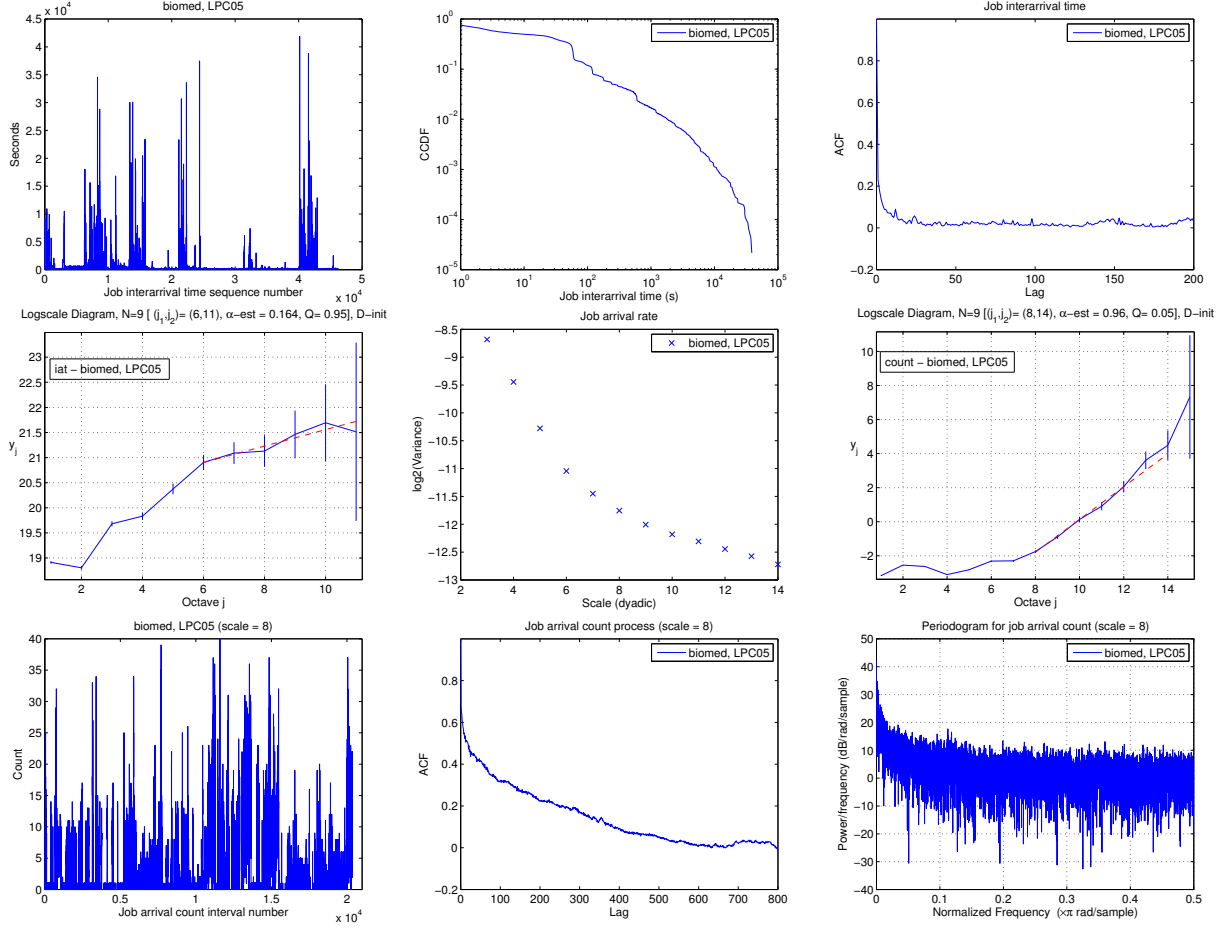 biomed, LPC05
x 10^4
4.5
4
3.5
3
2.5
2
1.5
1
0.5
0
Seconds
0 1 2 3 4 5
x 10^4
Job interarrival time sequence number
biomed, LPC05
10^0
10^−1
10^−2
10^−3
10^−4
10^−5
CCDF
10^0 10^1 10^2 10^3 10^4 10^5
Job interarrival time (s)
Job interarrival time
biomed, LPC05
0.8
0.6
0.4
0.2
0
−0.2
ACF
0 50 100 150 200
Lag
Logscale Diagram, N=9 [ (j_1,j_2)= (6,11), α−est = 0.164, Q= 0.95], D−init
iat − biomed, LPC05
23
22.5
22
21.5
21
20.5
20
19.5
19
y_j
2 4 6 8 10
Octave j
Job arrival rate
biomed, LPC05
−8.5
−9
−9.5
−10
−10.5
−11
−11.5
−12
−12.5
−13
log2(Variance)
2 4 6 8 10 12 14
Scale (dyadic)
Logscale Diagram, N=9 [(j_1,j_2)= (8,14), α−est = 0.96, Q= 0.05], D−init
count − biomed, LPC05
10
8
6
4
2
0
−2
y_j
2 4 6 8 10 12 14
Octave j
biomed, LPC05 (scale = 8)
40
35
30
25
20
15
10
5
0
Count
0 0.5 1 1.5 2
x 10^4
Job arrival count interval number
Job arrival count process (scale = 8)
biomed, LPC05
0.8
0.6
0.4
0.2
0
−0.2
ACF
0 100 200 300 400 500 600 700 800
Lag
Periodogram for job arrival count (scale = 8)
biomed, LPC05
50
40
30
20
10
0
−10
−20
−30
−40
Power/frequency (dB/rad/sample)
0 0.1 0.2 0.3 0.4 0.5
Normalized Frequency (×π rad/sample)